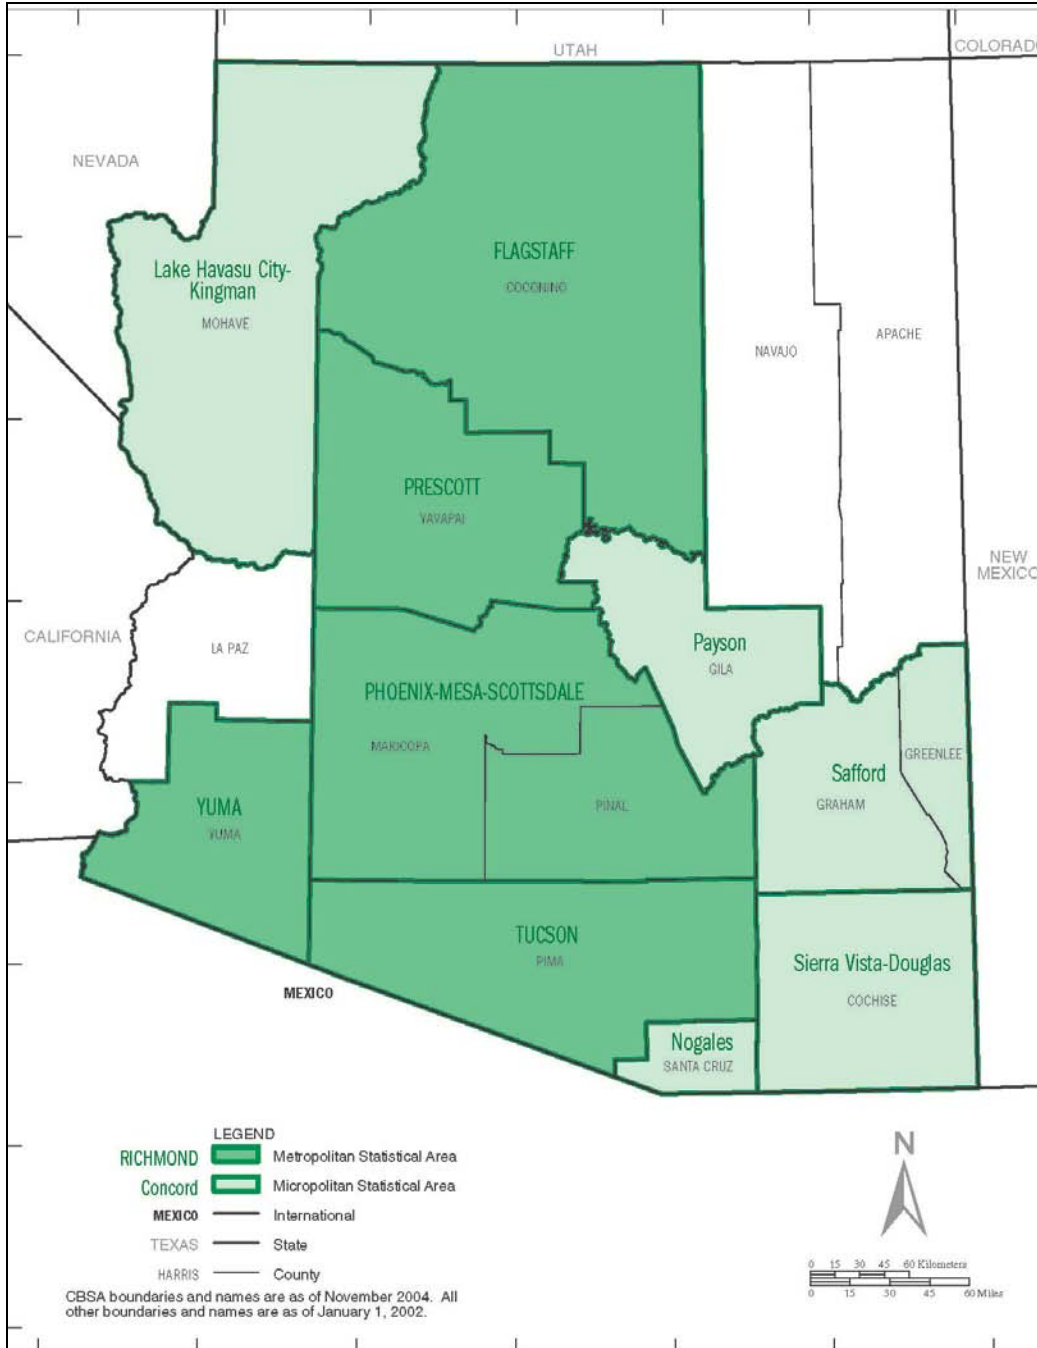 UTAH
COLORADO
NEVADA
FLAGSTAFF
COCONINO
Lake Havasu City-
Kingman
MOHAVE
NAVAJO
APACHE
PRESCOTT
YAVAPAI
NEW
MEXICO
CALIFORNIA
LA PAZ
Payson
GILA
PHOENIX-MESA-SCOTTSDALE
MARICOPA
PINAL
Safford
GRAHAM
GREENLEE
YUMA
YUMA
TUCSON
PIMA
Sierra Vista-Douglas
COCHISE
MEXICO
Nogales
SANTA CRUZ
LEGEND
RICHMOND Metropolitan Statistical Area
Concord Micropolitan Statistical Area
MEXICO International
TEXAS State
HARRIS County
CBSA boundaries and names are as of November 2004. All
other boundaries and names are as of January 1, 2002.
N
0 15 30 45 60 Kilometers
0 15 30 45 60 Miles